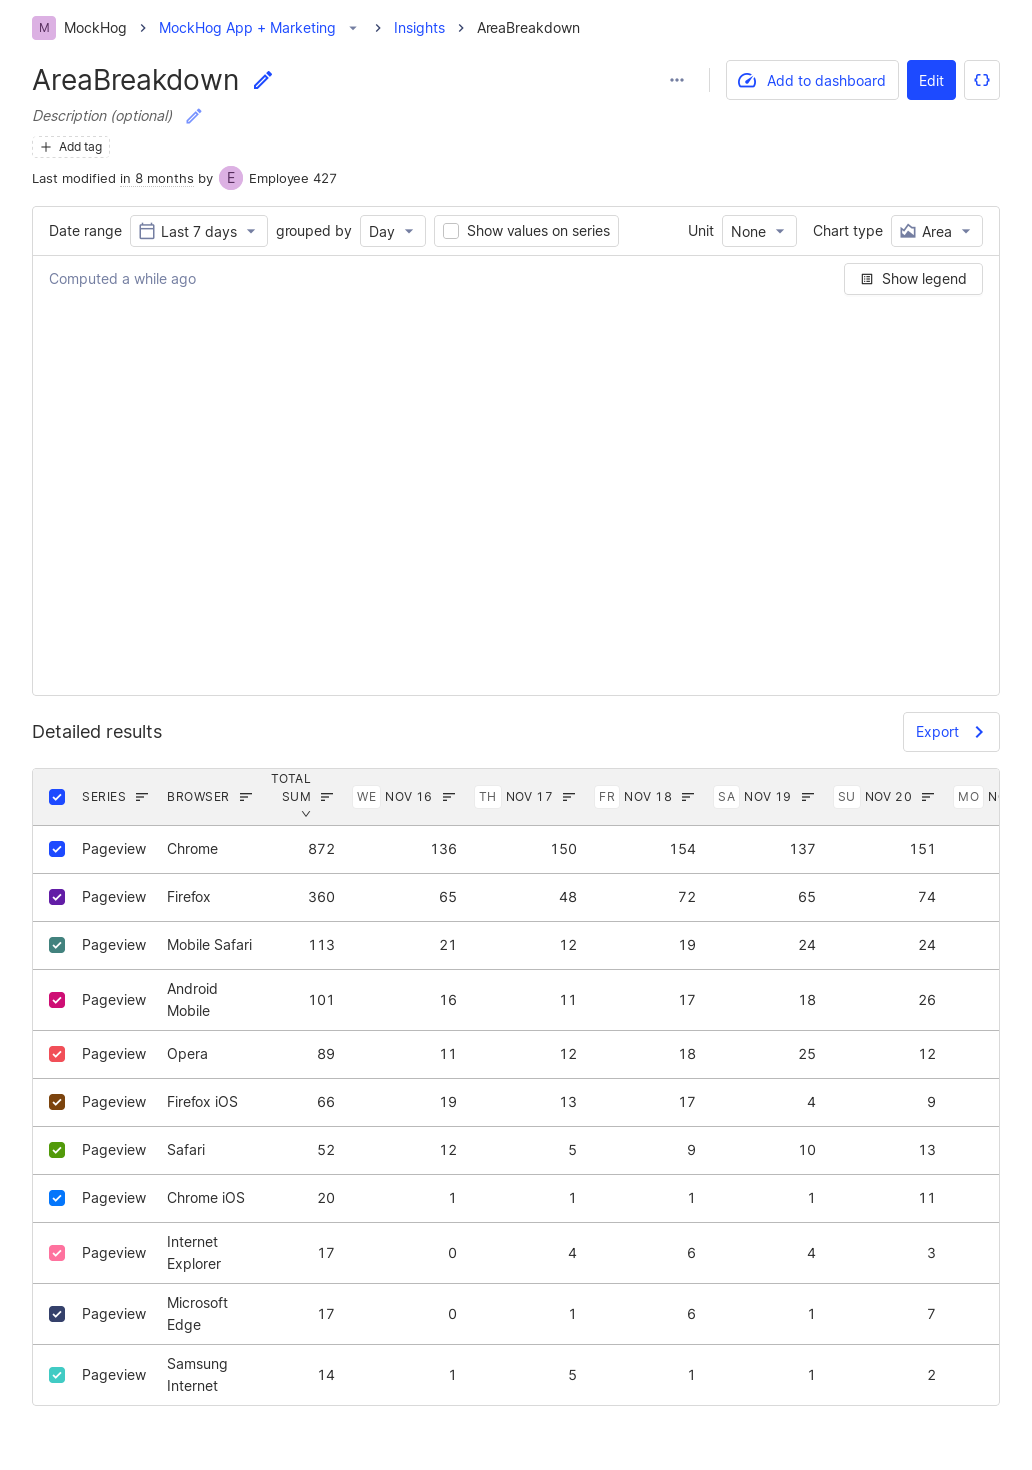 M MockHog MockHog App + Marketing Insights AreaBreakdown
AreaBreakdown
Add to dashboard Edit
Description (optional)
Add tag
Last modified in 8 months by E Employee 427
Date range Last 7 days grouped by Day Show values on series Unit None Chart type Area
Computed a while ago Show legend
Detailed results Export
SERIES BROWSER TOTAL SUM WE NOV 16 TH NOV 17 FR NOV 18 SA NOV 19 SU NOV 20 MO
Pageview Chrome 872 136 150 154 137 151
Pageview Firefox 360 65 48 72 65 74
Pageview Mobile Safari 113 21 12 19 24 24
Pageview Android Mobile 101 16 11 17 18 26
Pageview Opera 89 11 12 18 25 12
Pageview Firefox iOS 66 19 13 17 4 9
Pageview Safari 52 12 5 9 10 13
Pageview Chrome iOS 20 1 1 1 1 11
Pageview Internet Explorer 17 0 4 6 4 3
Pageview Microsoft Edge 17 0 1 6 1 7
Pageview Samsung Internet 14 1 5 1 1 2